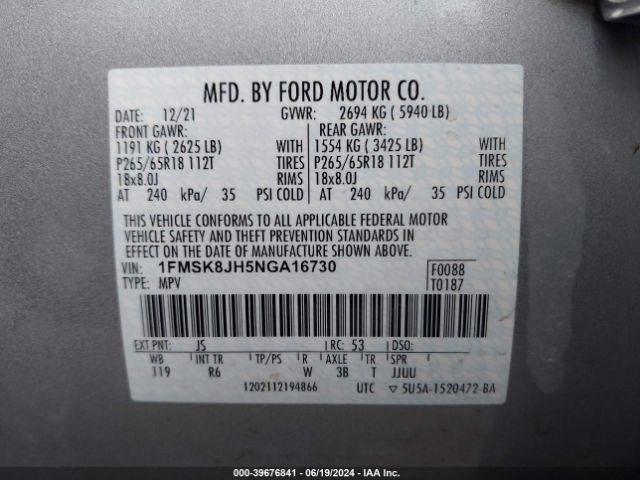 MFD. BY FORD MOTOR CO.
DATE: 12/21 GVWR: 2694 KG ( 5940 LB)
FRONT GAWR: REAR GAWR:
1191 KG ( 2625 LB) WITH 1554 KG ( 3425 LB) WITH
P265/65R18 112T TIRES P265/65R18 112T TIRES
18x8.0J RIMS 18x8.0J RIMS
AT 240 kPa/ 35 PSI COLD AT 240 kPa/ 35 PSI COLD
THIS VEHICLE CONFORMS TO ALL APPLICABLE FEDERAL MOTOR
VEHICLE SAFETY AND THEFT PREVENTION STANDARDS IN
EFFECT ON THE DATE OF MANUFACTURE SHOWN ABOVE.
VIN: 1FMSK8JH5NGA16730 F0088
TYPE: MPV T0187
EXT PNT: JS RC: 53 DSO:
WB INT TR TP/PS R AXLE TR SPR
119 R6 W 3B T JJUU
1202112194866 UTC ▽ 5U5A-1520472-BA
000-39676841 - 06/19/2024 - IAA Inc.